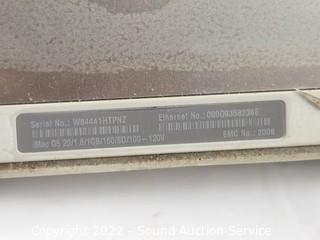 Serial No.: W84441HTPNZ
Ethernet No.: 000D9358236E
iMac G5 20/1.8/1GB/160/SD/100~120V
EMC No.: 2008
Copyright 2022 - Sound Auction Service